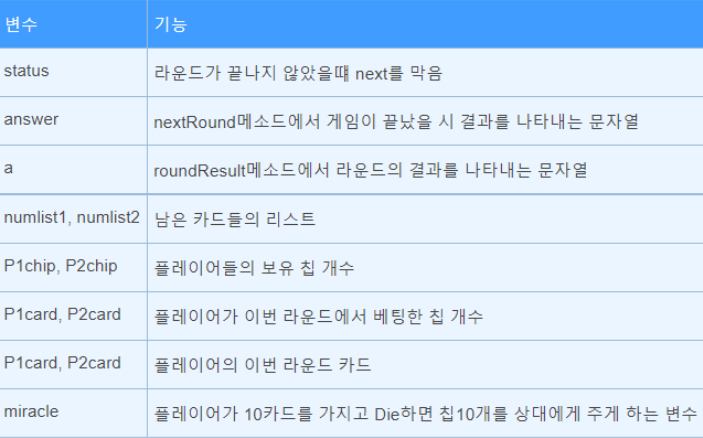 변수 기능
status 라운드가 끝나지 않았을떄 next를 막음
answer nextRound메소드에서 게임이 끝났을 시 결과를 나타내는 문자열
a roundResult메소드에서 라운드의 결과를 나타내는 문자열
numlist1, numlist2 남은 카드들의 리스트
P1chip, P2chip 플레이어들의 보유 칩 개수
P1card, P2card 플레이어가 이번 라운드에서 베팅한 칩 개수
P1card, P2card 플레이어의 이번 라운드 카드
miracle 플레이어가 10카드를 가지고 Die하면 칩10개를 상대에게 주게 하는 변수